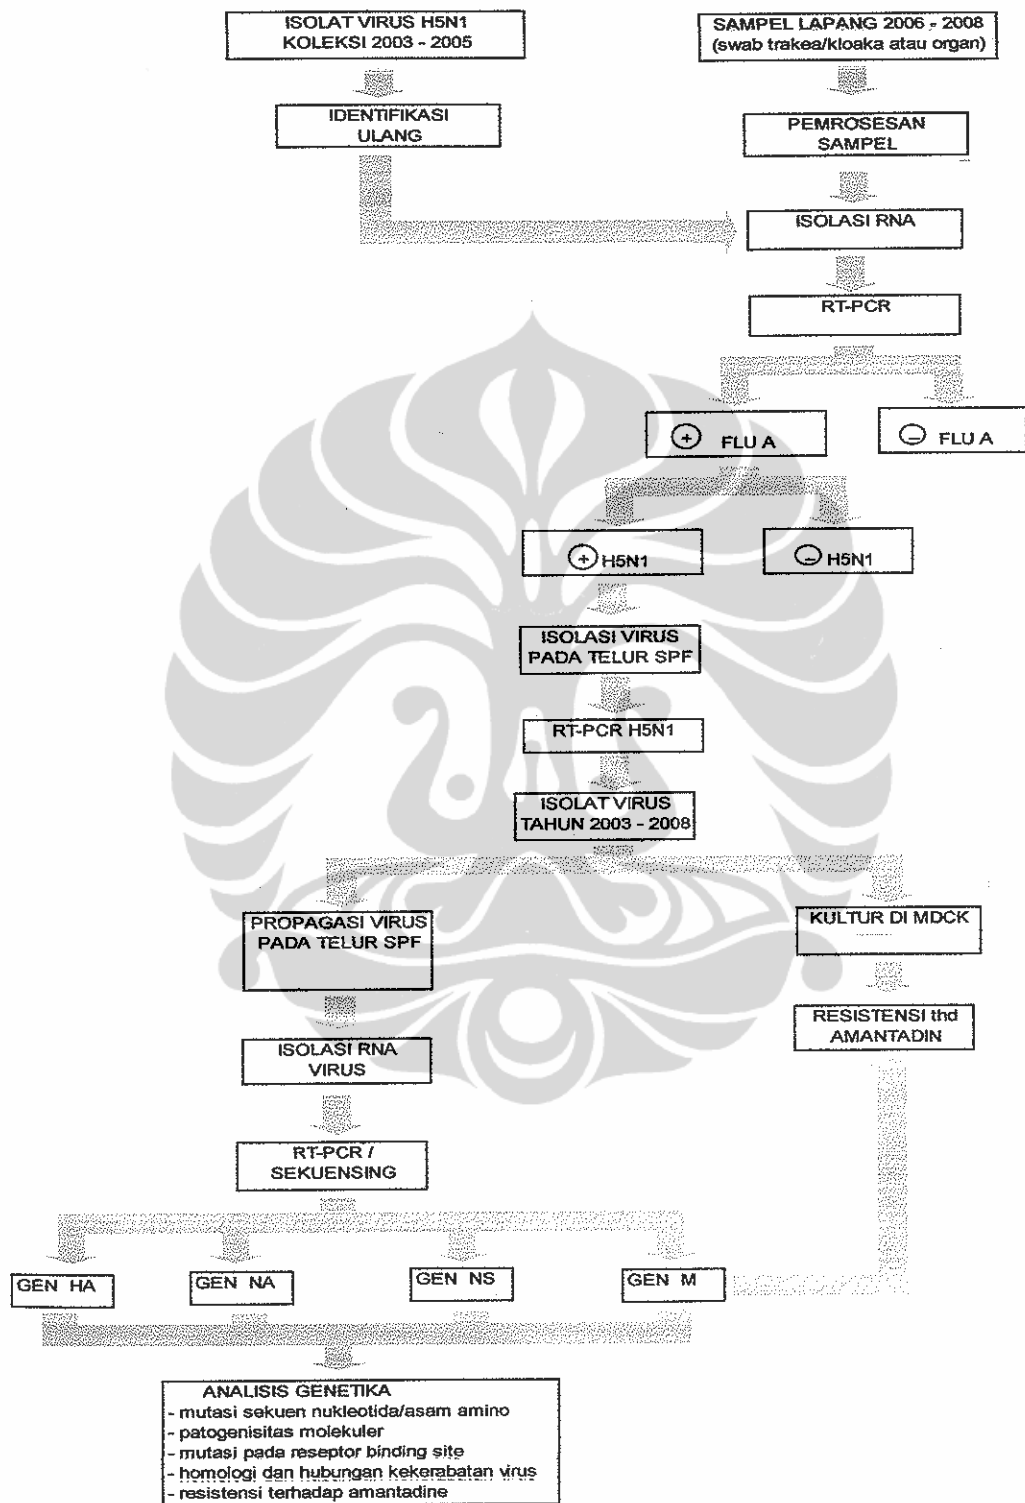 ISOLAT VIRUS H5N1
KOLEKSI 2003 - 2005
SAMPEL LAPANG 2006 - 2008
(swab trakea/kloaka atau organ)
IDENTIFIKASI
ULANG
PEMROSESAN
SAMPEL
ISOLASI RNA
RT-PCR
+ FLU A
- FLU A
+ H5N1
- H5N1
ISOLASI VIRUS
PADA TELUR SPF
RT-PCR H5N1
ISOLAT VIRUS
TAHUN 2003 - 2008
PROPAGASI VIRUS
PADA TELUR SPF
KULTUR DI MDCK
ISOLASI RNA
VIRUS
RESISTENSI thd
AMANTADIN
RT-PCR /
SEKUENSING
GEN HA
GEN NA
GEN NS
GEN M
ANALISIS GENETIKA
- mutasi sekuen nukleotida/asam amino
- patogenisitas molekuler
- mutasi pada reseptor binding site
- homologi dan hubungan kekerabatan virus
- resistensi terhadap amantadine